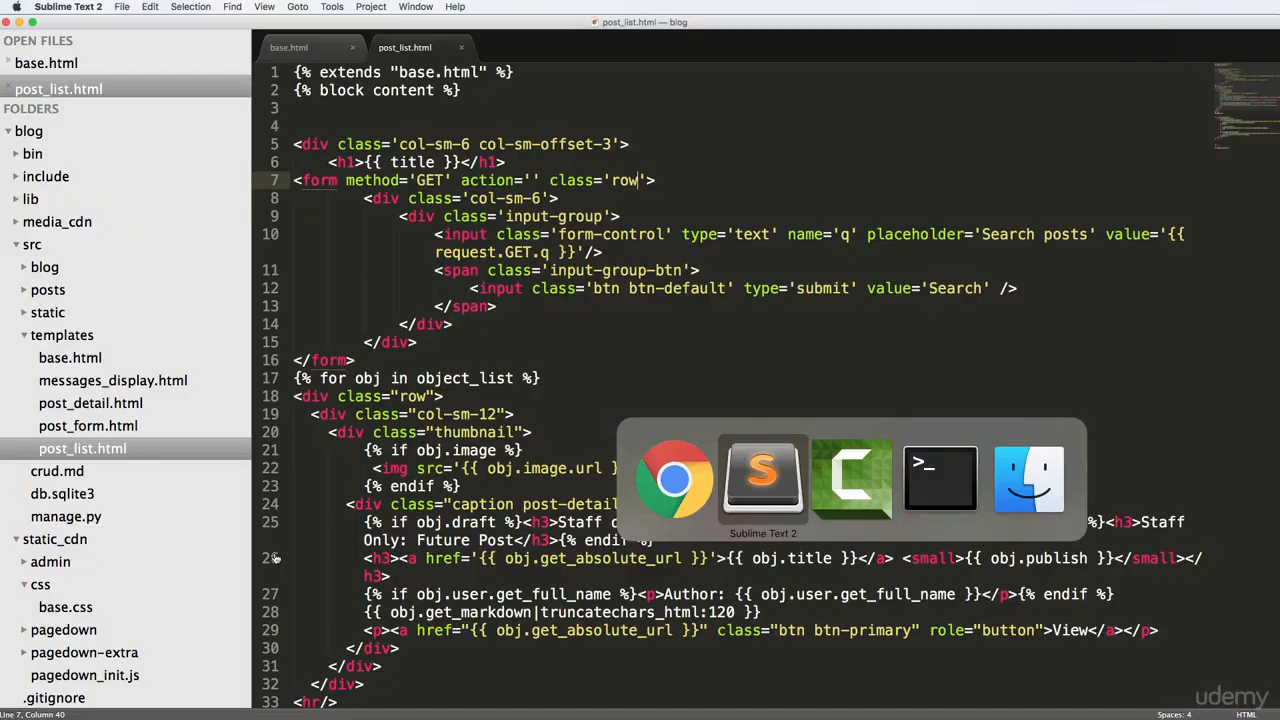 Sublime Text 2 File Edit Selection Find View Goto Tools Project Window Help
post_list.html — blog
OPEN FILES
base.html
post_list.html
FOLDERS
blog
bin
include
lib
media_cdn
src
blog
posts
static
templates
base.html
messages_display.html
post_detail.html
post_form.html
post_list.html
crud.md
db.sqlite3
manage.py
static_cdn
admin
css
base.css
pagedown
pagedown-extra
pagedown_init.js
.gitignore
base.html × post_list.html ×
1 {% extends "base.html" %}
2 {% block content %}
3
4
5 <div class='col-sm-6 col-sm-offset-3'>
6 <h1>{{ title }}</h1>
7 <form method='GET' action='' class='row'>
8 <div class='col-sm-6'>
9 <div class='input-group'>
10 <input class='form-control' type='text' name='q' placeholder='Search posts' value='{{
request.GET.q }}'/>
11 <span class='input-group-btn'>
12 <input class='btn btn-default' type='submit' value='Search' />
13 </span>
14 </div>
15 </div>
16 </form>
17 {% for obj in object_list %}
18 <div class="row">
19 <div class="col-sm-12">
20 <div class="thumbnail">
21 {% if obj.image %}
22 <img src='{{ obj.image.url
23 {% endif %}
24 <div class="caption post-detail
25 {% if obj.draft %}<h3>Staff %}<h3>Staff
Only: Future Post</h3>{% endif %}
<h3><a href='{{ obj.get_absolute_url }}'>{{ obj.title }}</a> <small>{{ obj.publish }}</small></
h3>
27 {% if obj.user.get_full_name %}<p>Author: {{ obj.user.get_full_name }}</p>{% endif %}
28 {{ obj.get_markdown|truncatechars_html:120 }}
29 <p><a href="{{ obj.get_absolute_url }}" class="btn btn-primary" role="button">View</a></p>
30 </div>
31 </div>
32 </div>
33 <hr/>
Sublime Text 2
udemy
Line 7, Column 40 Spaces: 4 HTML